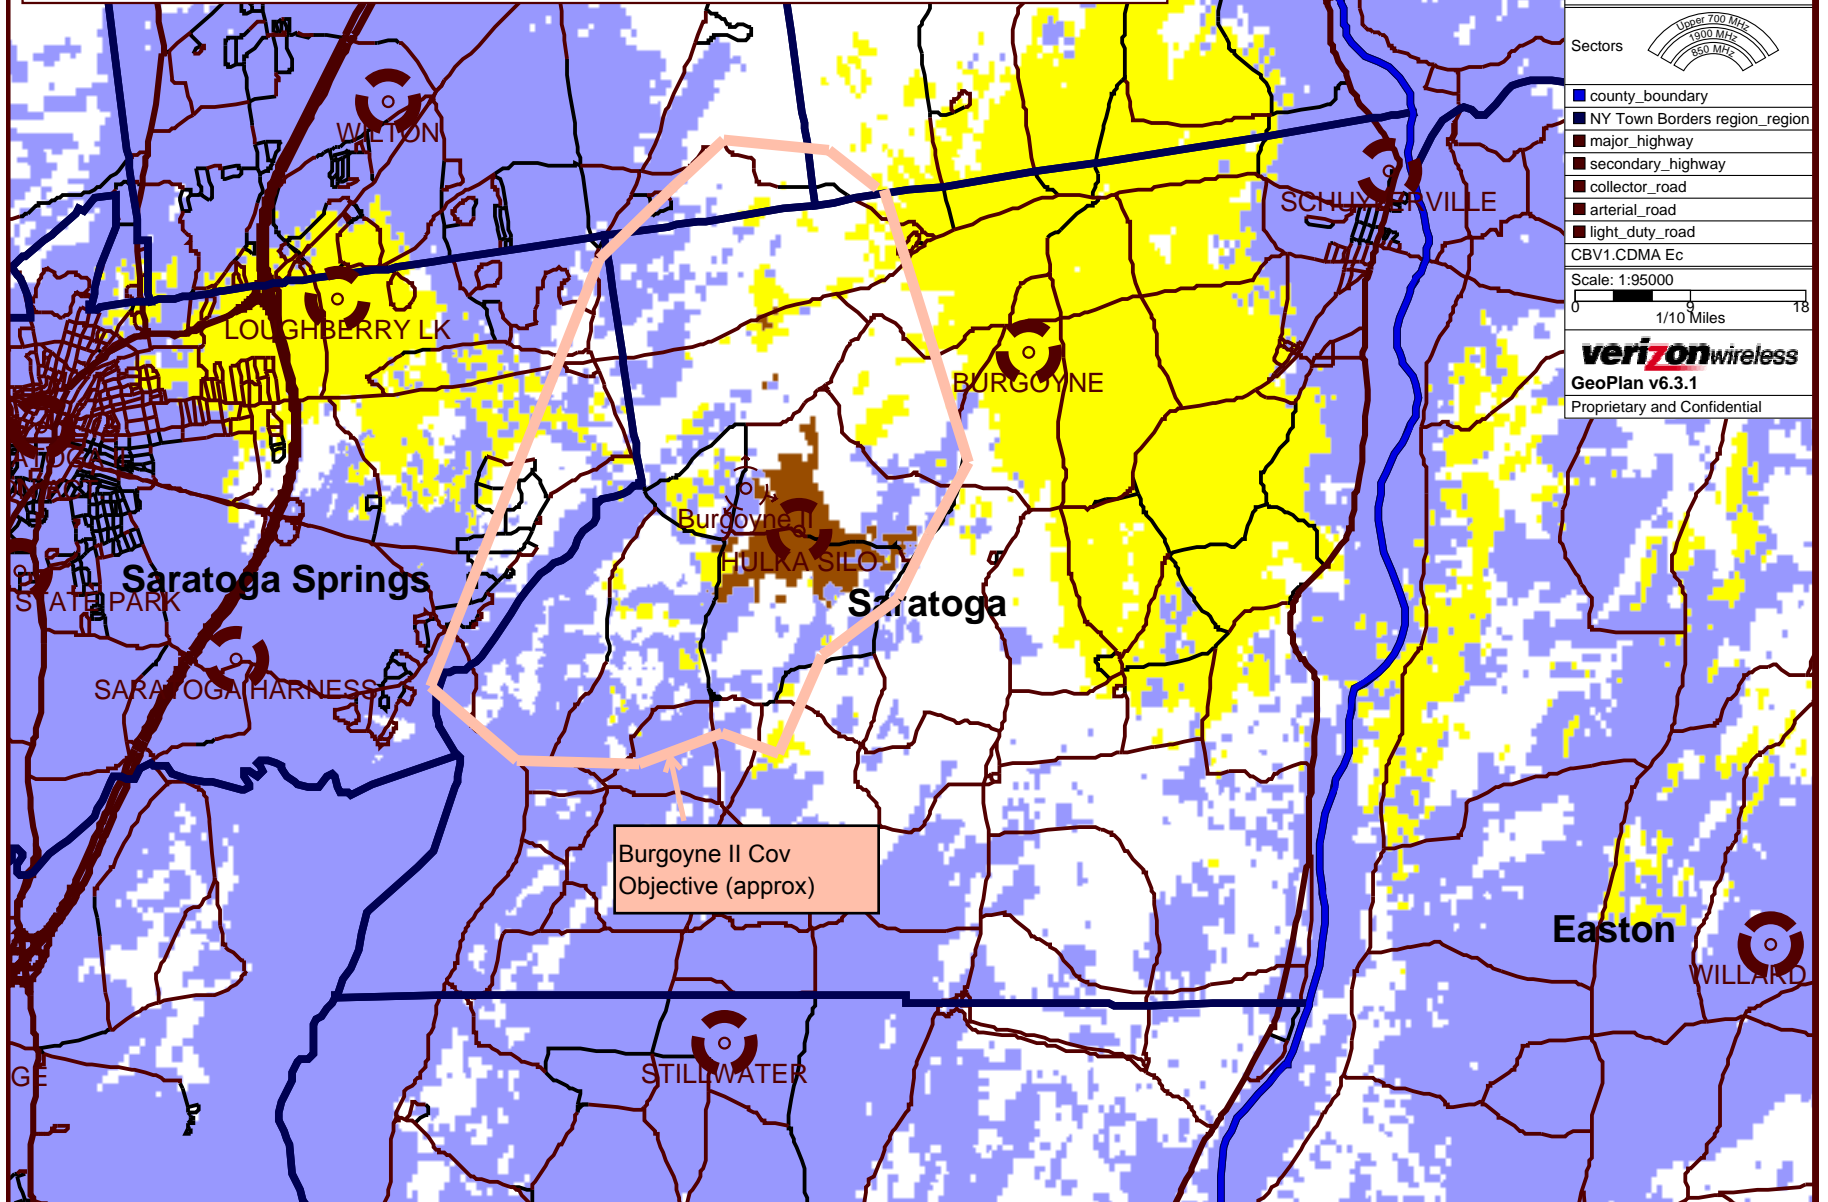 Sectors
Upper 700 MHz
1900 MHz
850 MHz
county_boundary
NY Town Borders region_region
major_highway
secondary_highway
collector_road
arterial_road
light_duty_road
CBV1.CDMA Ec
Scale: 1:95000
0 9 18
1/10 Miles
verizonwireless
GeoPlan v6.3.1
Proprietary and Confidential
WILTON
SCHUYLERVILLE
LOUGHBERRY LK
BURGOYNE
Burgoyne II
HULKA SILO
Saratoga Springs
STATE PARK
Saratoga
SARATOGA HARNESS
Burgoyne II Cov
Objective (approx)
Easton
WILLARD
STILLWATER
GE